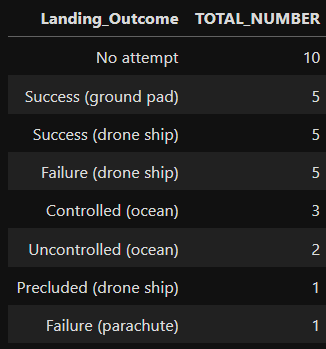 Landing_Outcome TOTAL_NUMBER
No attempt 10
Success (ground pad) 5
Success (drone ship) 5
Failure (drone ship) 5
Controlled (ocean) 3
Uncontrolled (ocean) 2
Precluded (drone ship) 1
Failure (parachute) 1